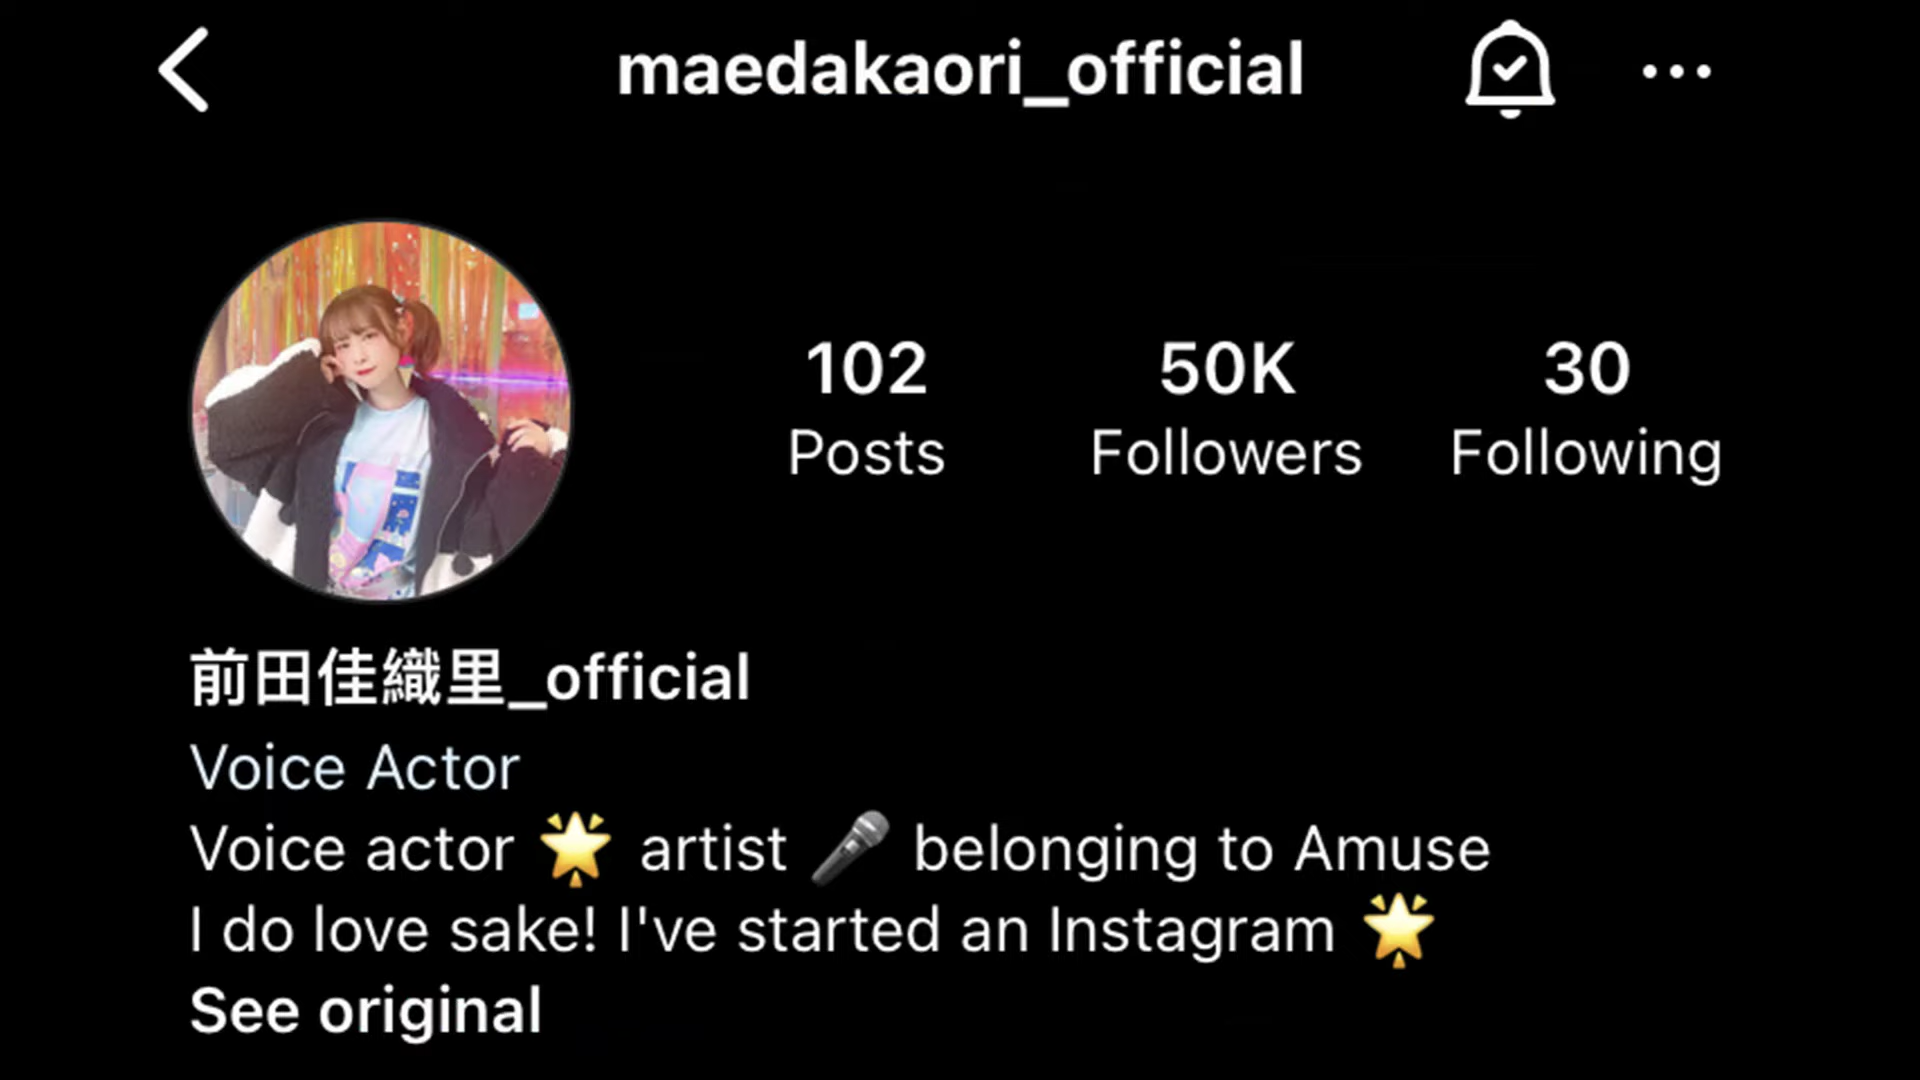 maedakaori_official
102
Posts
50K
Followers
30
Following
前田佳織里_official
Voice Actor
Voice actor 🌟 artist 🎤 belonging to Amuse
I do love sake! I've started an Instagram 🌟
See original